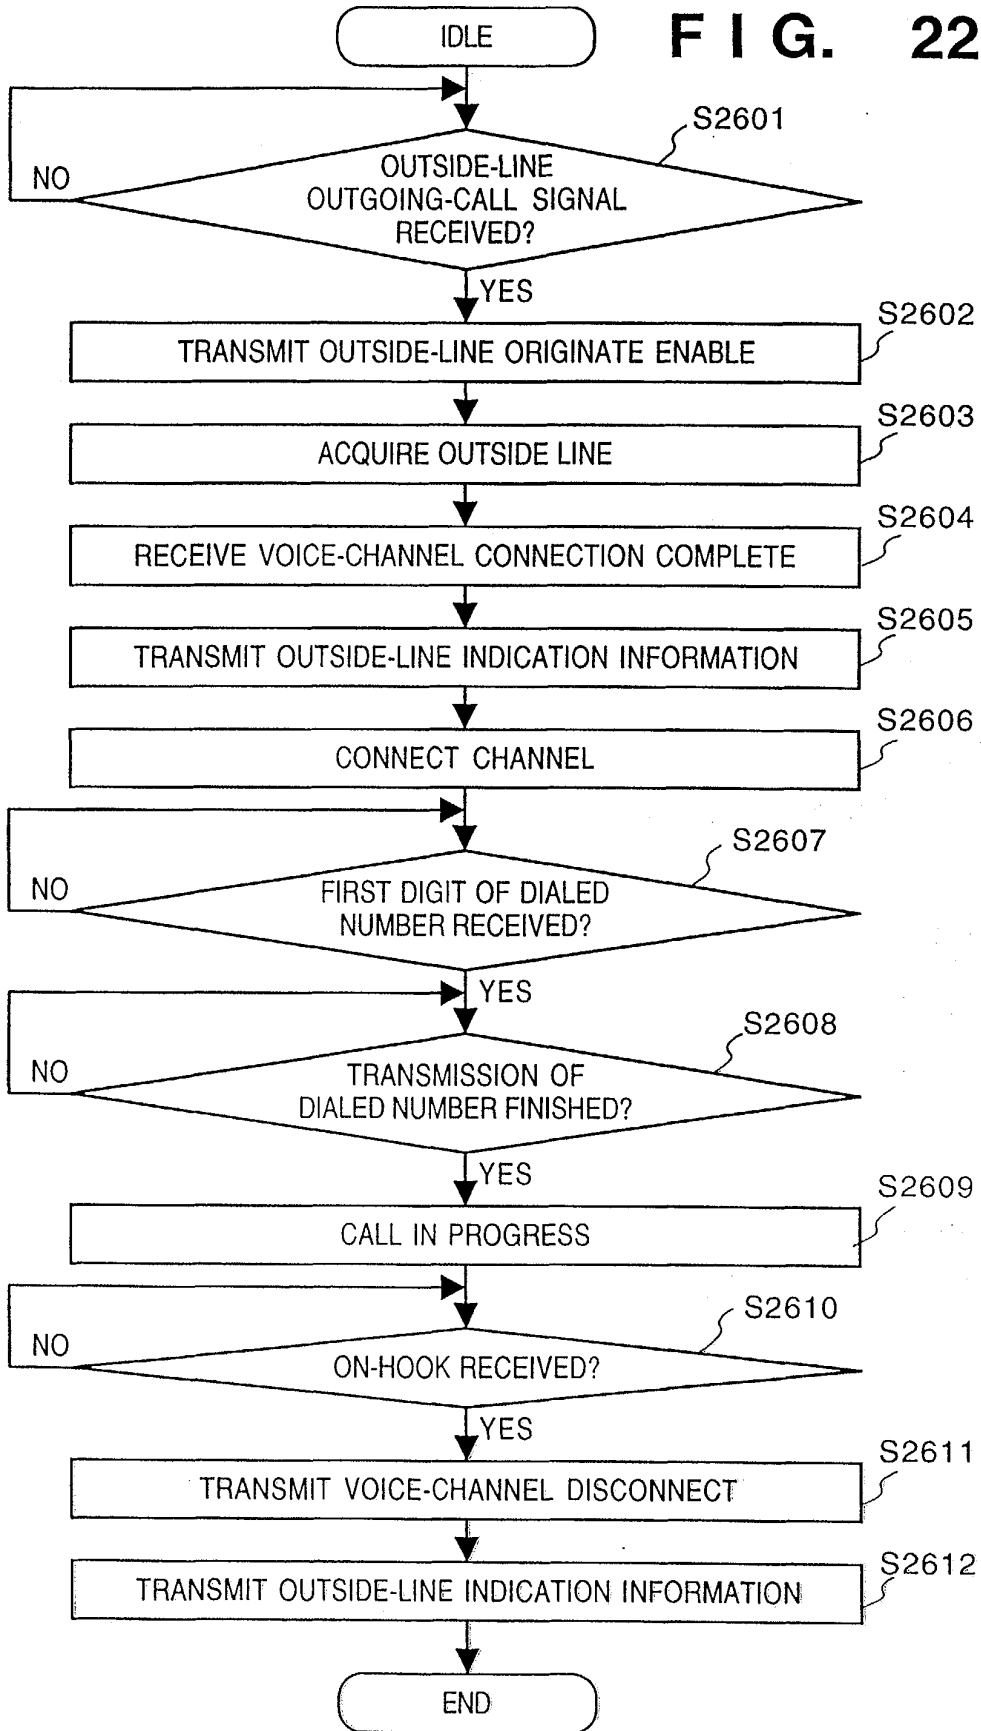 IDLE
F I G. 22
S2601
OUTSIDE-LINE
OUTGOING-CALL SIGNAL
RECEIVED?
NO
YES
S2602
TRANSMIT OUTSIDE-LINE ORIGINATE ENABLE
S2603
ACQUIRE OUTSIDE LINE
S2604
RECEIVE VOICE-CHANNEL CONNECTION COMPLETE
S2605
TRANSMIT OUTSIDE-LINE INDICATION INFORMATION
S2606
CONNECT CHANNEL
S2607
FIRST DIGIT OF DIALED
NUMBER RECEIVED?
NO
YES
S2608
TRANSMISSION OF
DIALED NUMBER FINISHED?
NO
YES
S2609
CALL IN PROGRESS
S2610
ON-HOOK RECEIVED?
NO
YES
S2611
TRANSMIT VOICE-CHANNEL DISCONNECT
S2612
TRANSMIT OUTSIDE-LINE INDICATION INFORMATION
END